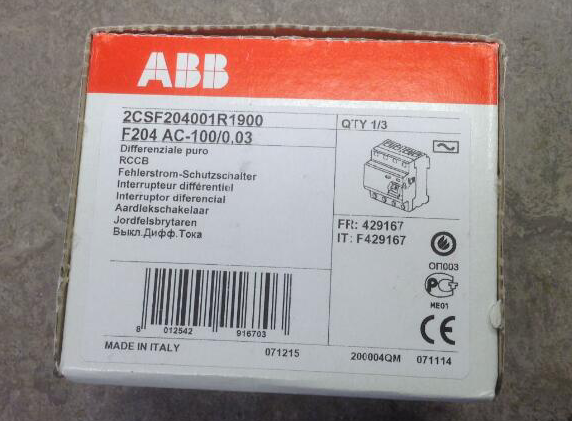 ABB
2CSF204001R1900
F204 AC-100/0,03
Differenziale puro
RCCB
Fehlerstrom-Schutzschalter
Interrupteur différentiel
Interruptor diferencial
Aardlekschakelaar
Jordfelsbrytaren
Выкл.Дифф.Тока
QTY 1/3
FR: 429167
IT: F429167
ОП003
РСТ
ME01
CE
8 012542 916703
MADE IN ITALY 071215 200004QM 071114